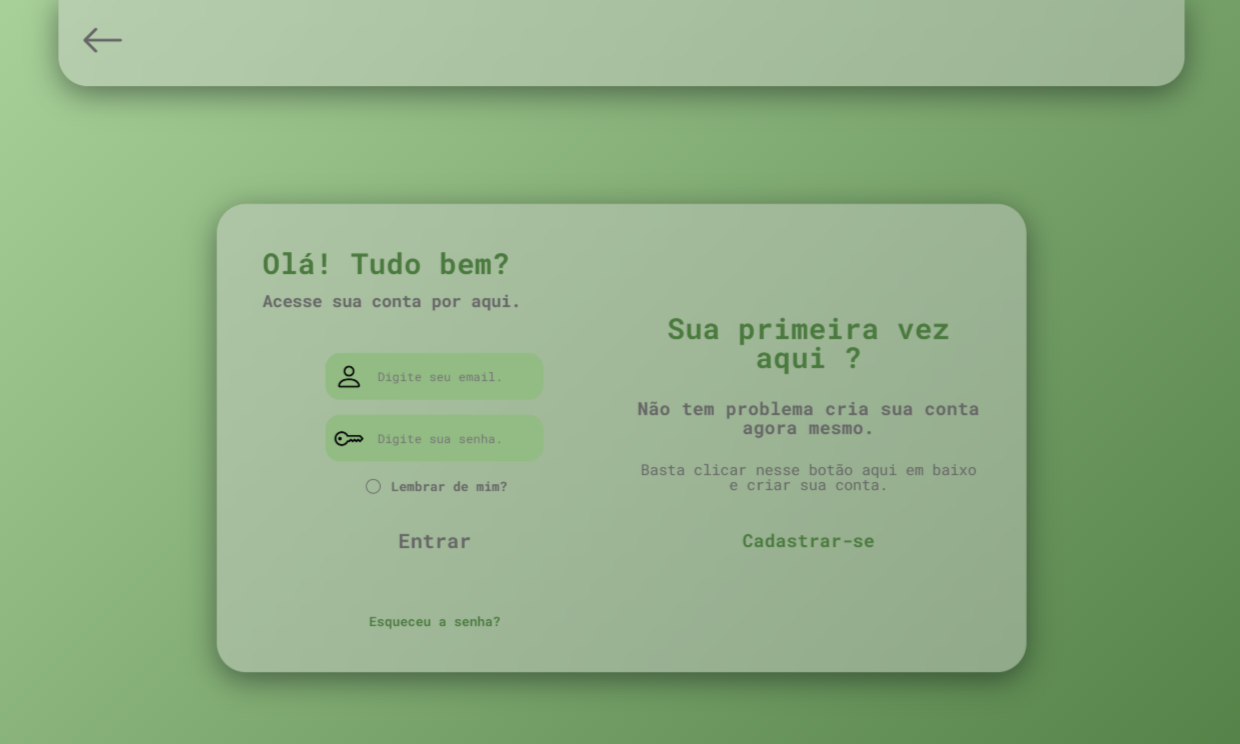 Olá! Tudo bem?
Acesse sua conta por aqui.
Digite seu email.
Digite sua senha.
Lembrar de mim?
Entrar
Esqueceu a senha?
Sua primeira vez
aqui ?
Não tem problema cria sua conta
agora mesmo.
Basta clicar nesse botão aqui em baixo
e criar sua conta.
Cadastrar-se